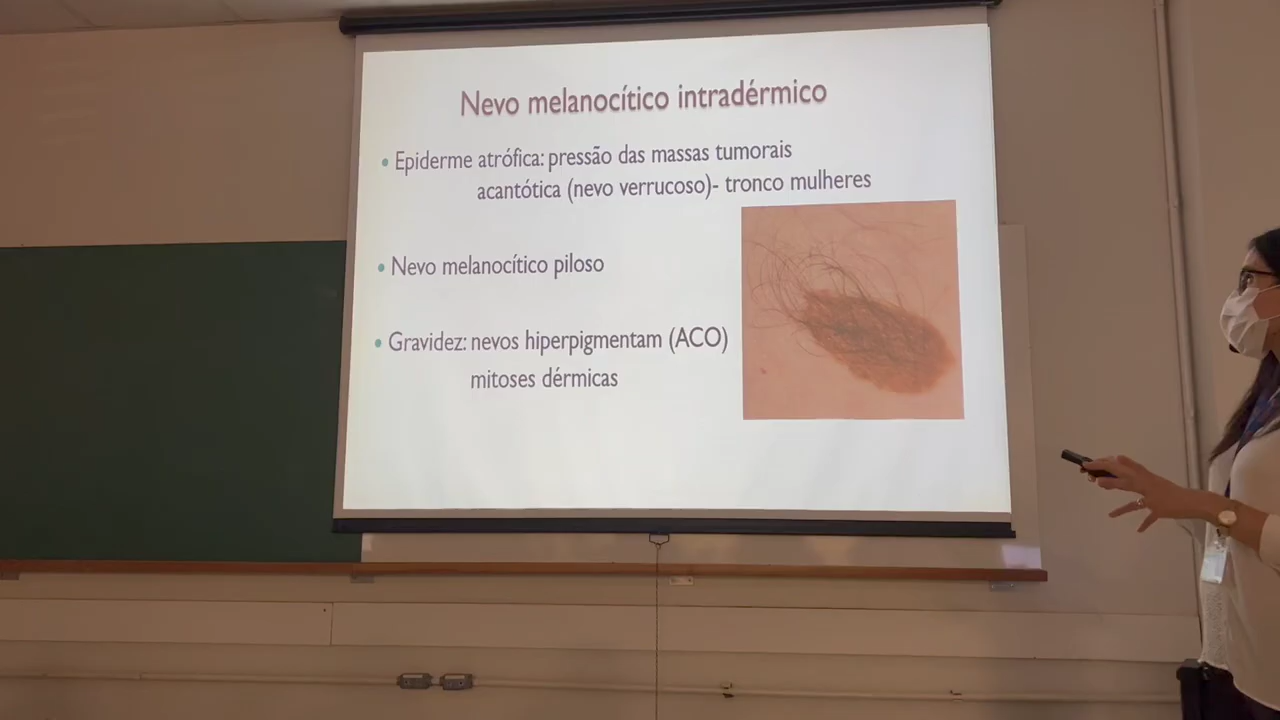 Nevo melanocítico intradérmico
• Epiderme atrófica: pressão das massas tumorais
acantótica (nevo verrucoso)- tronco mulheres
• Nevo melanocítico piloso
• Gravidez: nevos hiperpigmentam (ACO)
mitoses dérmicas